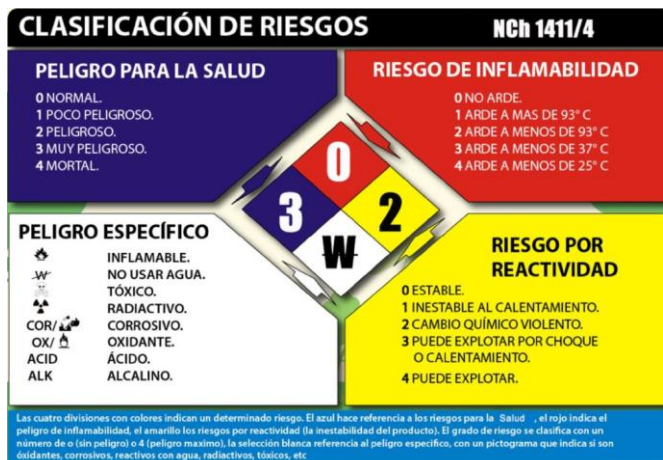 CLASIFICACIÓN DE RIESGOS NCh 1411/4
PELIGRO PARA LA SALUD
0 NORMAL.
1 POCO PELIGROSO.
2 PELIGROSO.
3 MUY PELIGROSO.
4 MORTAL.
RIESGO DE INFLAMABILIDAD
0 NO ARDE.
1 ARDE A MAS DE 93° C
2 ARDE A MENOS DE 93° C
3 ARDE A MENOS DE 37° C
4 ARDE A MENOS DE 25° C
0
3
2
W
PELIGRO ESPECÍFICO
INFLAMABLE.
W NO USAR AGUA.
TÓXICO.
RADIACTIVO.
COR/ CORROSIVO.
OX/ OXIDANTE.
ACID ÁCIDO.
ALK ALCALINO.
RIESGO POR
REACTIVIDAD
0 ESTABLE.
1 INESTABLE AL CALENTAMIENTO.
2 CAMBIO QUÍMICO VIOLENTO.
3 PUEDE EXPLOTAR POR CHOQUE
O CALENTAMIENTO.
4 PUEDE EXPLOTAR.
Las cuatro divisiones con colores indican un determinado riesgo. El azul hace referencia a los riesgos para la Salud , el rojo indica el
peligro de inflamabilidad, el amarillo los riesgos por reactividad (la inestabilidad del producto). El grado de riesgo se clasifica con un
número de o (sin peligro) o 4 (peligro maximo), la selección blanca referencia al peligro especifico, con un pictograma que indica si son
óxidantes, corrosivos, reactivos con agua, radiactivos, tóxicos, etc